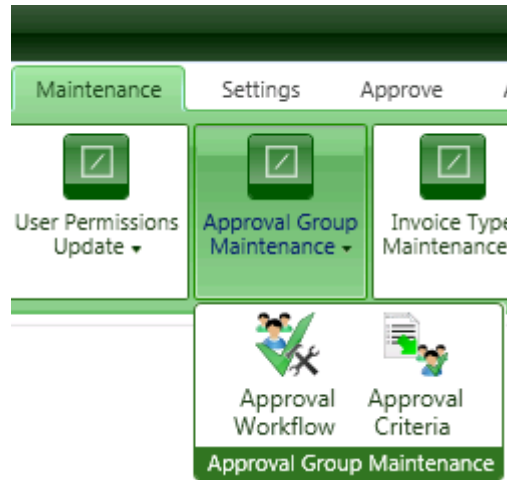 Maintenance Settings Approve
User Permissions Update
Approval Group Maintenance
Invoice Type Maintenance
Approval Workflow
Approval Criteria
Approval Group Maintenance